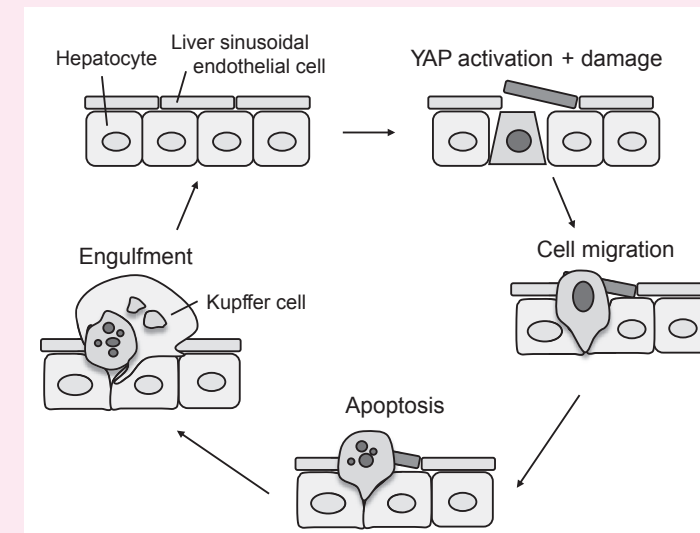 Hepatocyte
Liver sinusoidal
endothelial cell
YAP activation + damage
Cell migration
Apoptosis
Engulfment
Kupffer cell